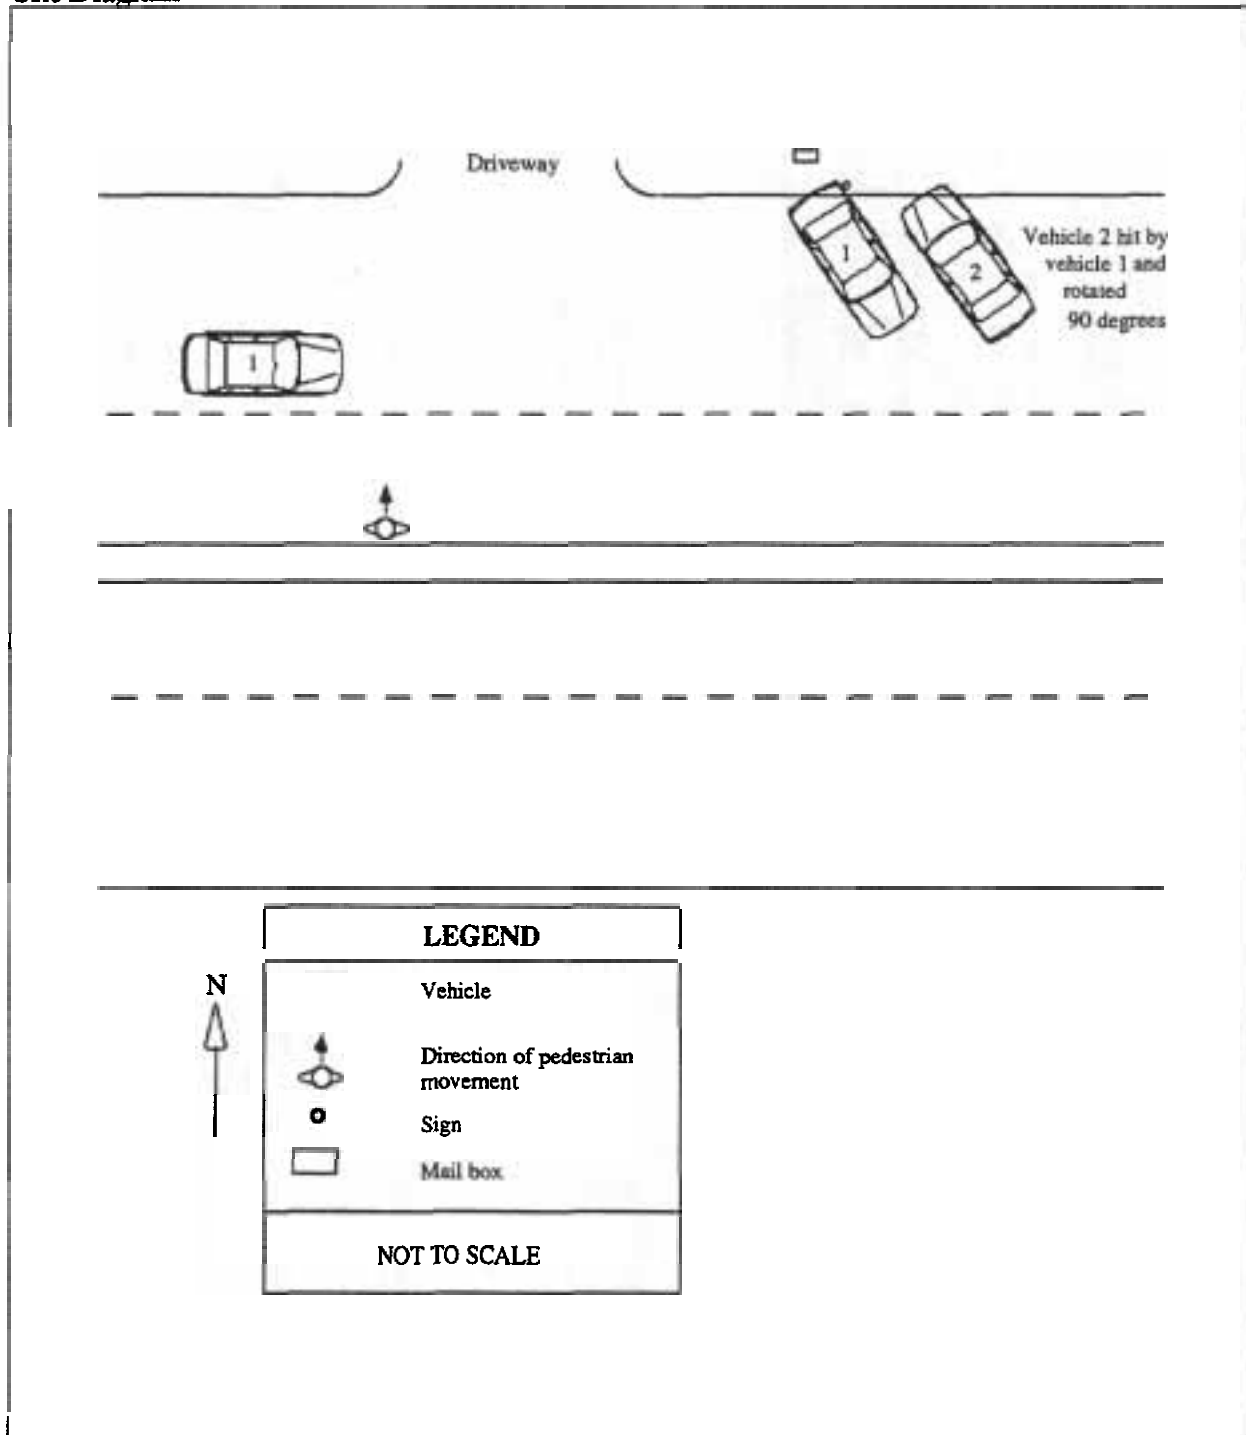 Driveway
1
2
Vehicle 2 hit by
vehicle 1 and
rotated
90 degrees
1
LEGEND
N
Vehicle
Direction of pedestrian
movement
Sign
Mail box
NOT TO SCALE